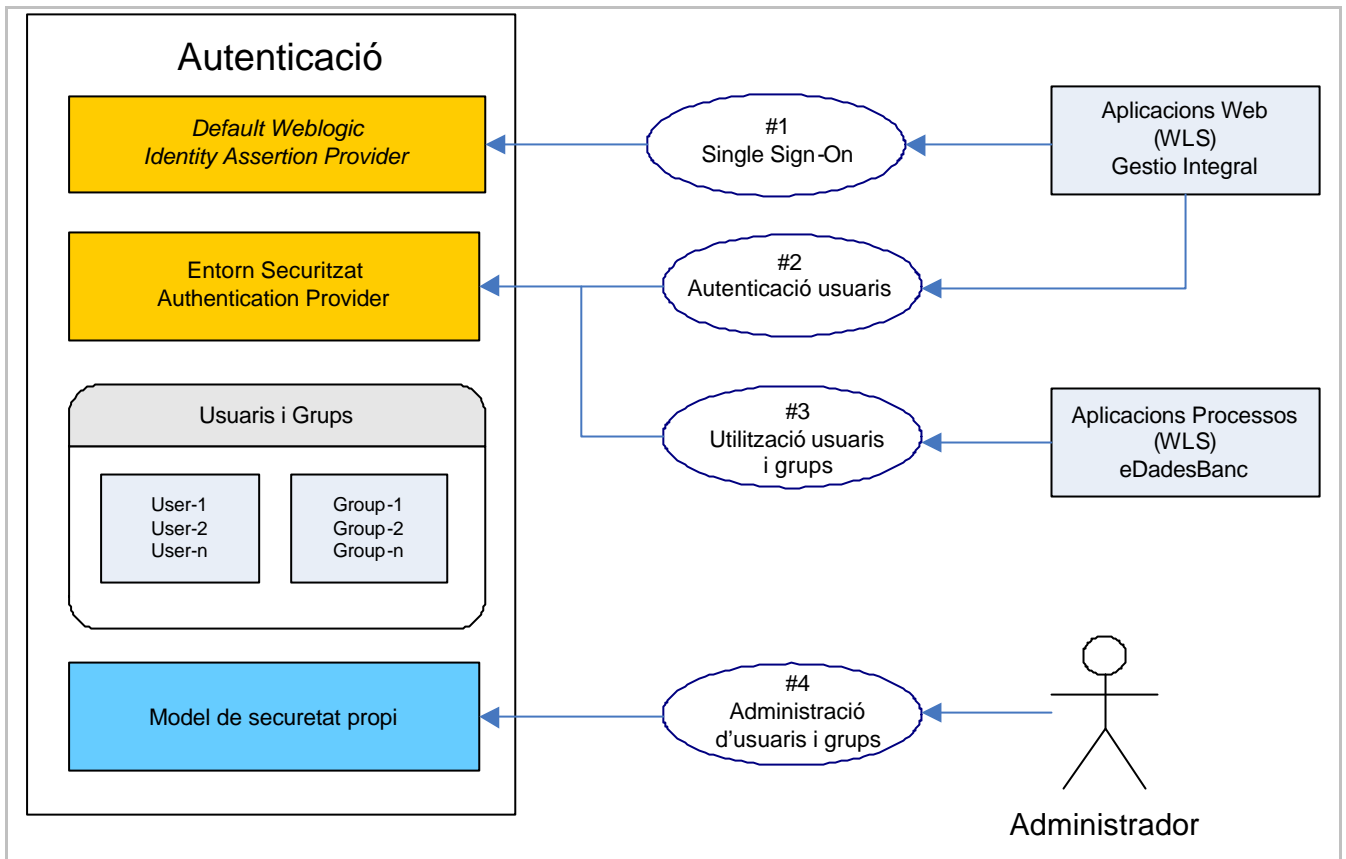 Autenticació
Default Weblogic
Identity Assertion Provider
#1
Single Sign-On
Aplicacions Web
(WLS)
Gestio Integral
Entorn Securitzat
Authentication Provider
#2
Autenticació usuaris
Usuaris i Grups
User-1
User-2
User-n
Group-1
Group-2
Group-n
#3
Utilització usuaris
i grups
Aplicacions Processos
(WLS)
eDadesBanc
Model de securetat propi
#4
Administració
d'usuaris i grups
Administrador